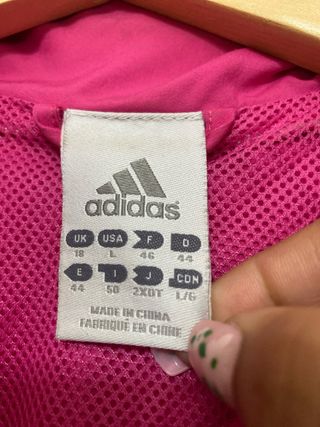 adidas
UK USA F D
18 L 46 44
E I J CDN
44 50 2XOT L/G
MADE IN CHINA
FABRIQUÉ EN CHINE